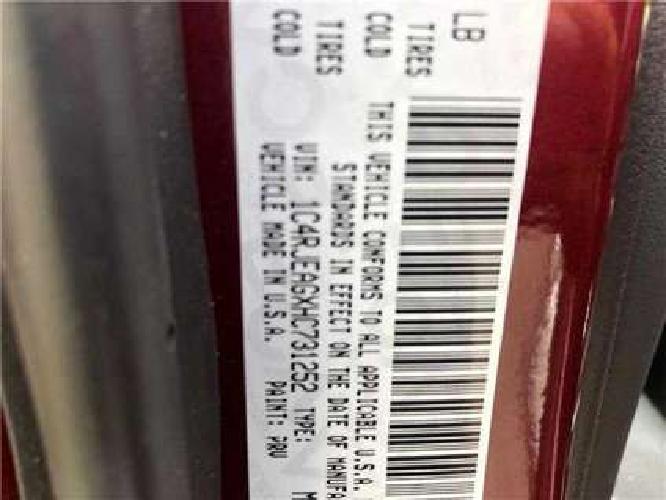 LB
TIRES
COLD
TIRES
COLD
THIS VEHICLE CONFORMS TO ALL APPLICABLE U.S.A.
STANDARDS IN EFFECT ON THE DATE OF MANUFA
VIN: 1C4RJEAGXHC731252 TYPE: M
VEHICLE MADE IN U.S.A. PAINT: PRV